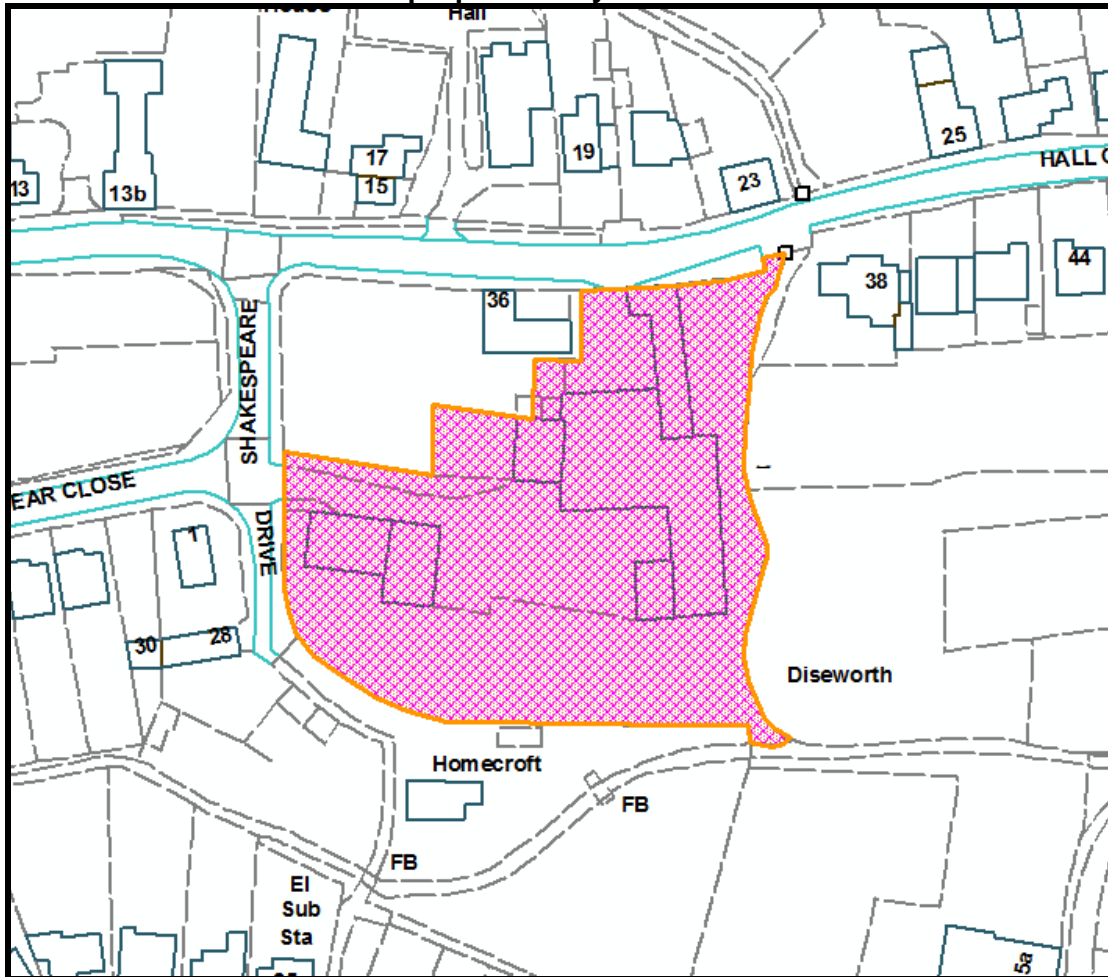 Hall
17
15
19
23
25
HALL
13
13b
36
38
44
SHAKESPEARE
DRIVE
EAR CLOSE
1
30
28
Diseworth
Homecroft
FB
FB
El
Sub
Sta
5a